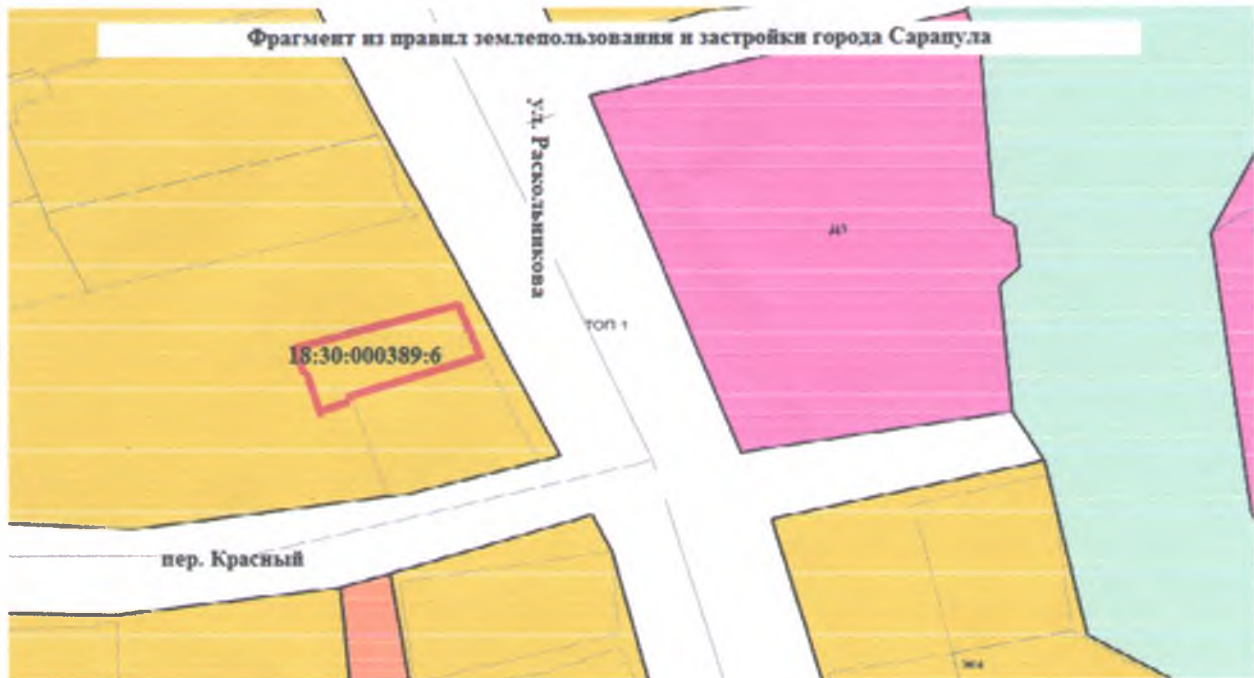 Фрагмент из правил землепользования и застройки города Сарапула
ул. Раскольникова
ТОП 1
18:30:000389:6
пер. Красный